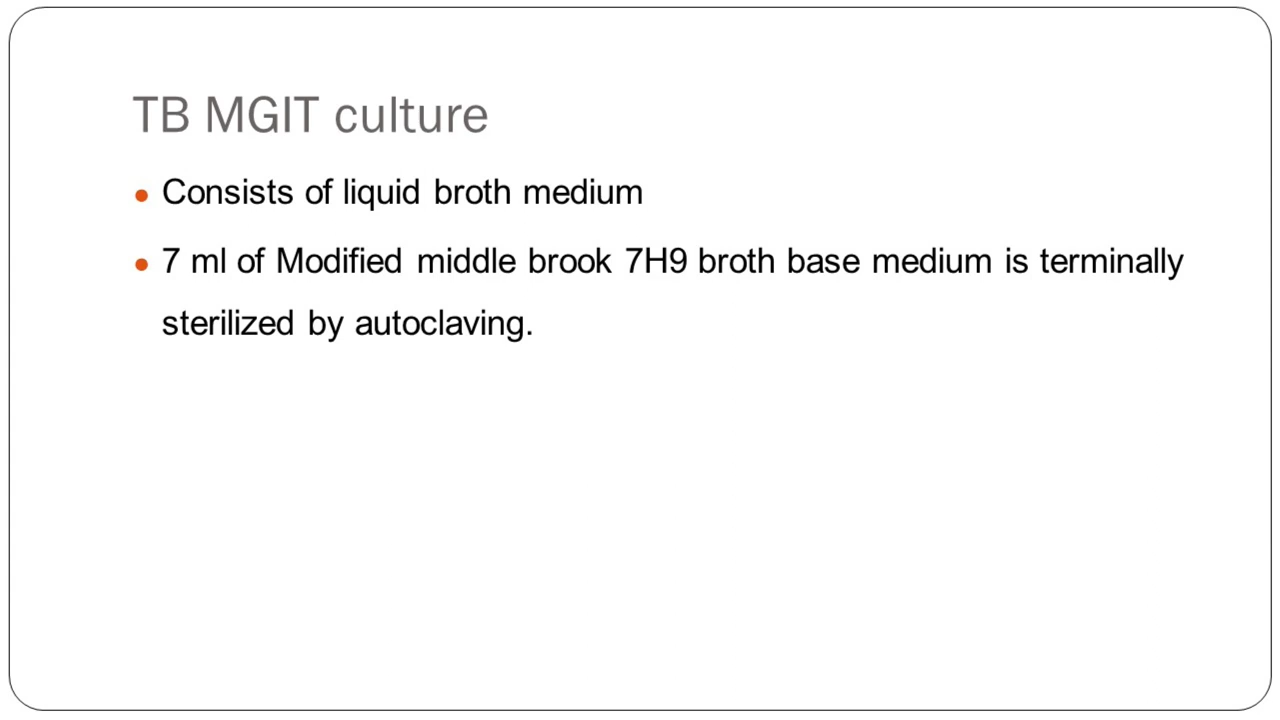 TB MGIT culture
• Consists of liquid broth medium
• 7 ml of Modified middle brook 7H9 broth base medium is terminally
sterilized by autoclaving.